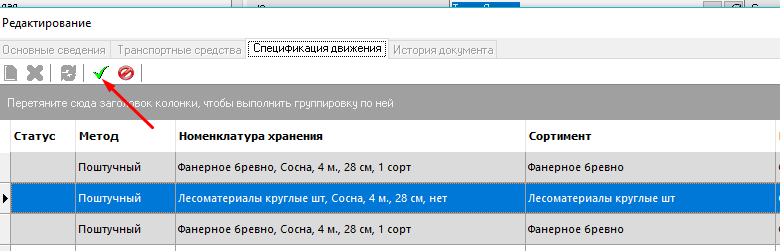 Редактирование
Основные сведения Транспортные средства Спецификация движения История документа
Перетяните сюда заголовок колонки, чтобы выполнить группировку по ней
Статус Метод Номенклатура хранения Сортимент
Поштучный Фанерное бревно, Сосна, 4 м., 28 см, 1 сорт Фанерное бревно
Поштучный Лесоматериалы круглые шт, Сосна, 4 м., 28 см, нет Лесоматериалы круглые шт
Поштучный Фанерное бревно, Сосна, 4 м., 28 см, 1 сорт Фанерное бревно